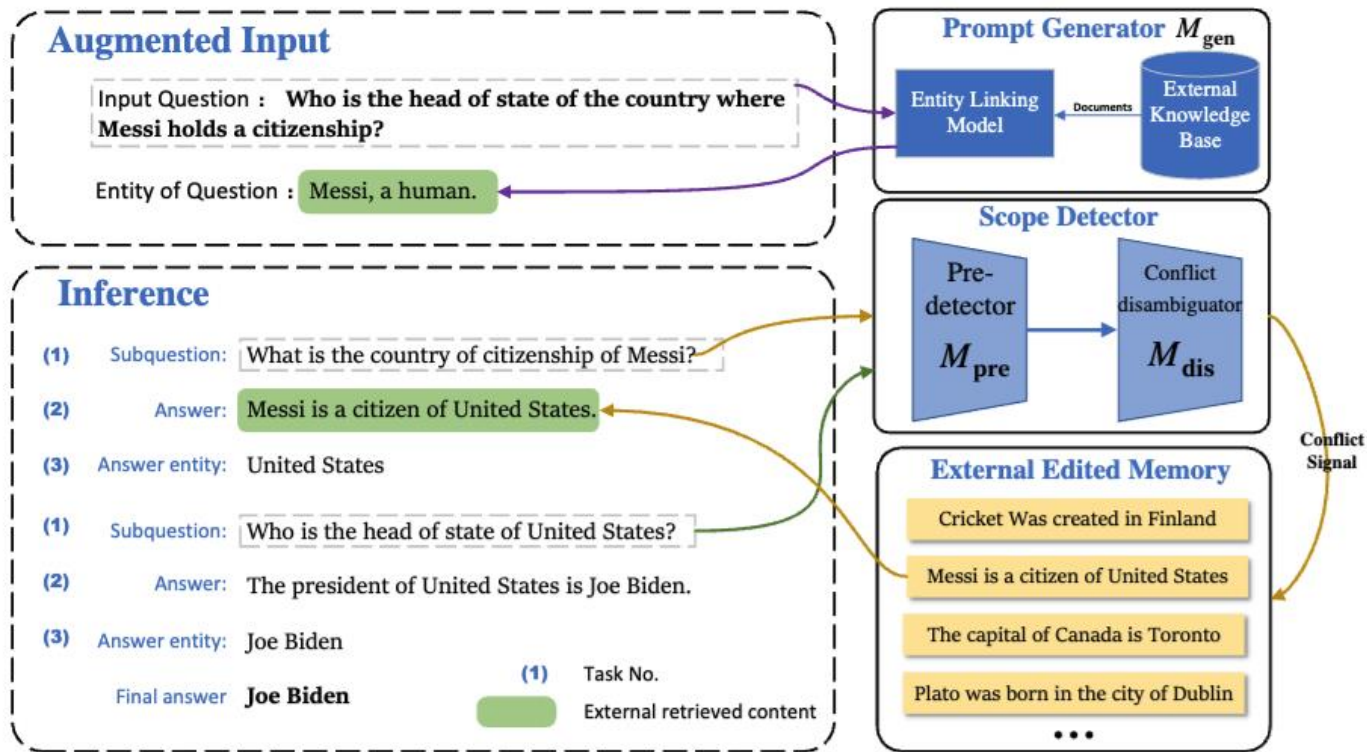 Augmented Input
Input Question : Who is the head of state of the country where
Messi holds a citizenship?
Entity of Question : Messi, a human.
Prompt Generator M gen
Entity Linking
Model
Documents
External
Knowledge
Base
Inference
(1) Subquestion: What is the country of citizenship of Messi?
(2) Answer: Messi is a citizen of United States.
(3) Answer entity: United States
(1) Subquestion: Who is the head of state of United States?
(2) Answer: The president of United States is Joe Biden.
(3) Answer entity: Joe Biden
Final answer Joe Biden
(1) Task No.
External retrieved content
Scope Detector
Pre-
detector
M pre
Conflict
disambiguator
M dis
Conflict
Signal
External Edited Memory
Cricket Was created in Finland
Messi is a citizen of United States
The capital of Canada is Toronto
Plato was born in the city of Dublin
•••